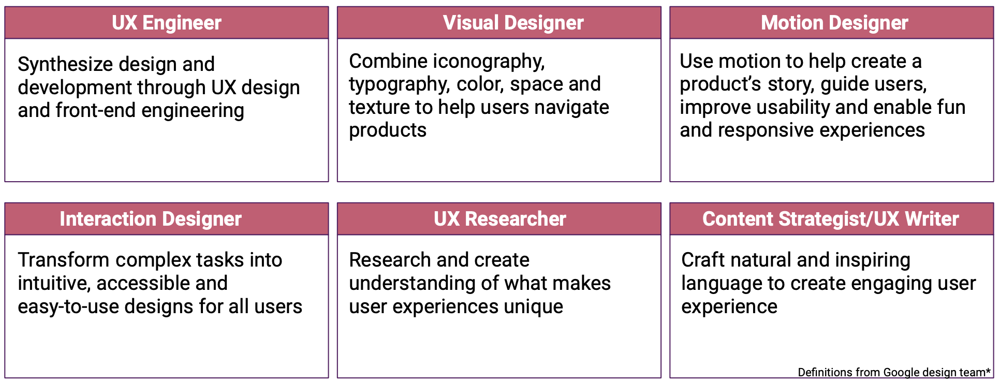 UX Engineer
Synthesize design and
development through UX design
and front-end engineering
Visual Designer
Combine iconography,
typography, color, space and
texture to help users navigate
products
Motion Designer
Use motion to help create a
product’s story, guide users,
improve usability and enable fun
and responsive experiences
Interaction Designer
Transform complex tasks into
intuitive, accessible and
easy-to-use designs for all users
UX Researcher
Research and create
understanding of what makes
user experiences unique
Content Strategist/UX Writer
Craft natural and inspiring
language to create engaging user
experience
Definitions from Google design team*